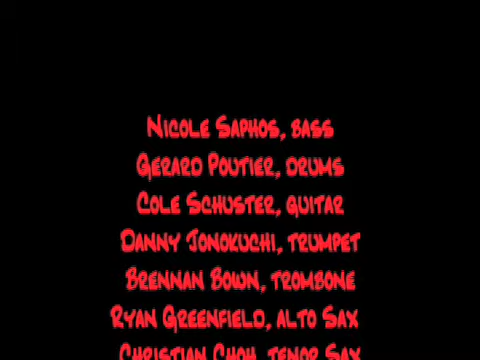 Nicole Saphos, bass
Gerard Poutier, drums
Cole Schuster, guitar
Danny Jonokuchi, trumpet
Brennan Bown, trombone
Ryan Greenfield, alto Sax
Christian Choh, tenor Sax